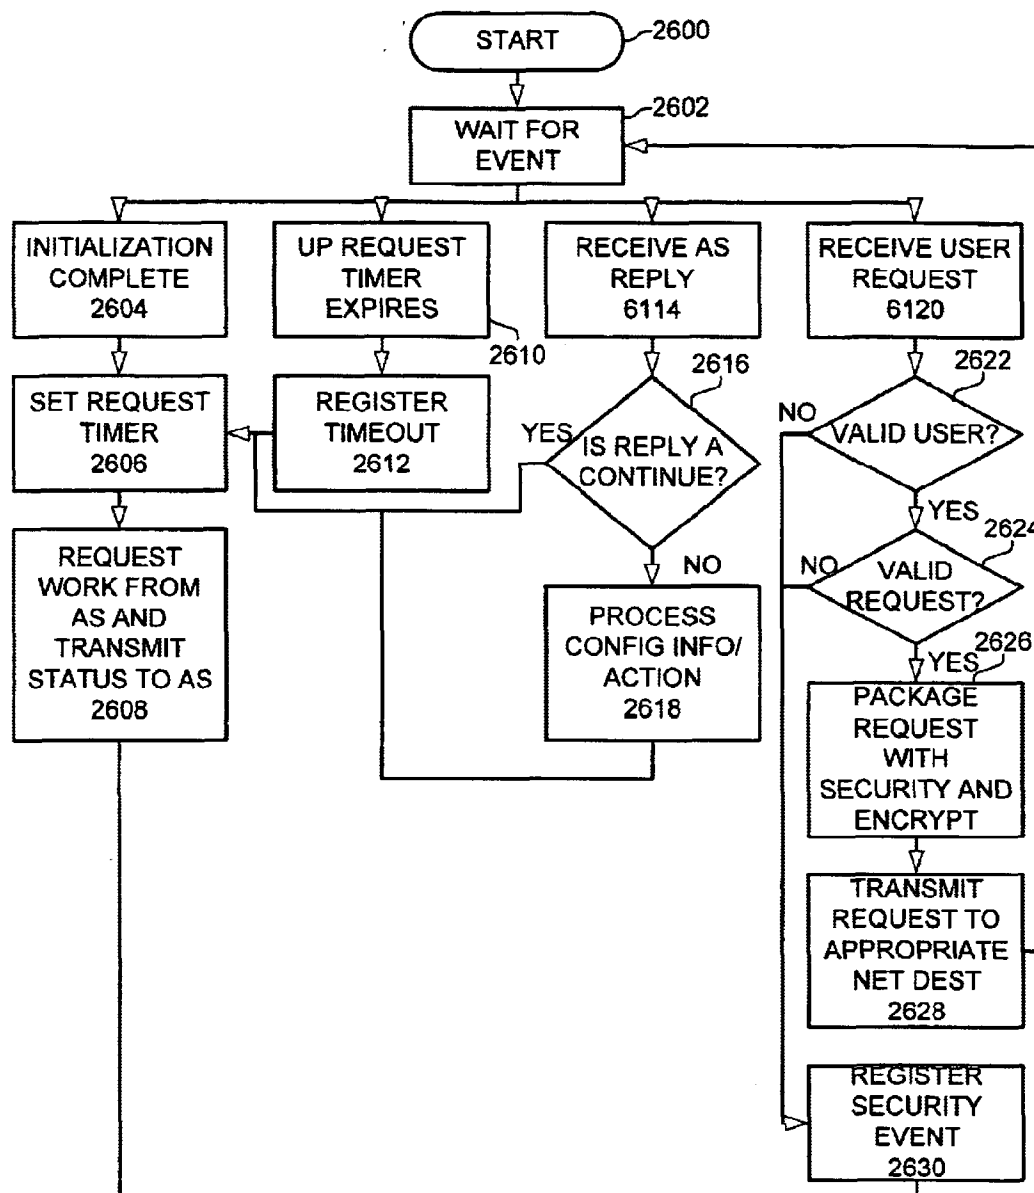 START
2600
2602
WAIT FOR
EVENT
INITIALIZATION
COMPLETE
2604
UP REQUEST
TIMER
EXPIRES
2610
RECEIVE AS
REPLY
6114
RECEIVE USER
REQUEST
6120
SET REQUEST
TIMER
2606
REGISTER
TIMEOUT
2612
2616
YES
IS REPLY A
CONTINUE?
NO
2622
NO
VALID USER?
YES
2624
NO
VALID
REQUEST?
YES
REQUEST
WORK FROM
AS AND
TRANSMIT
STATUS TO AS
2608
PROCESS
CONFIG INFO/
ACTION
2618
2626
PACKAGE
REQUEST
WITH
SECURITY AND
ENCRYPT
TRANSMIT
REQUEST TO
APPROPRIATE
NET DEST
2628
REGISTER
SECURITY
EVENT
2630